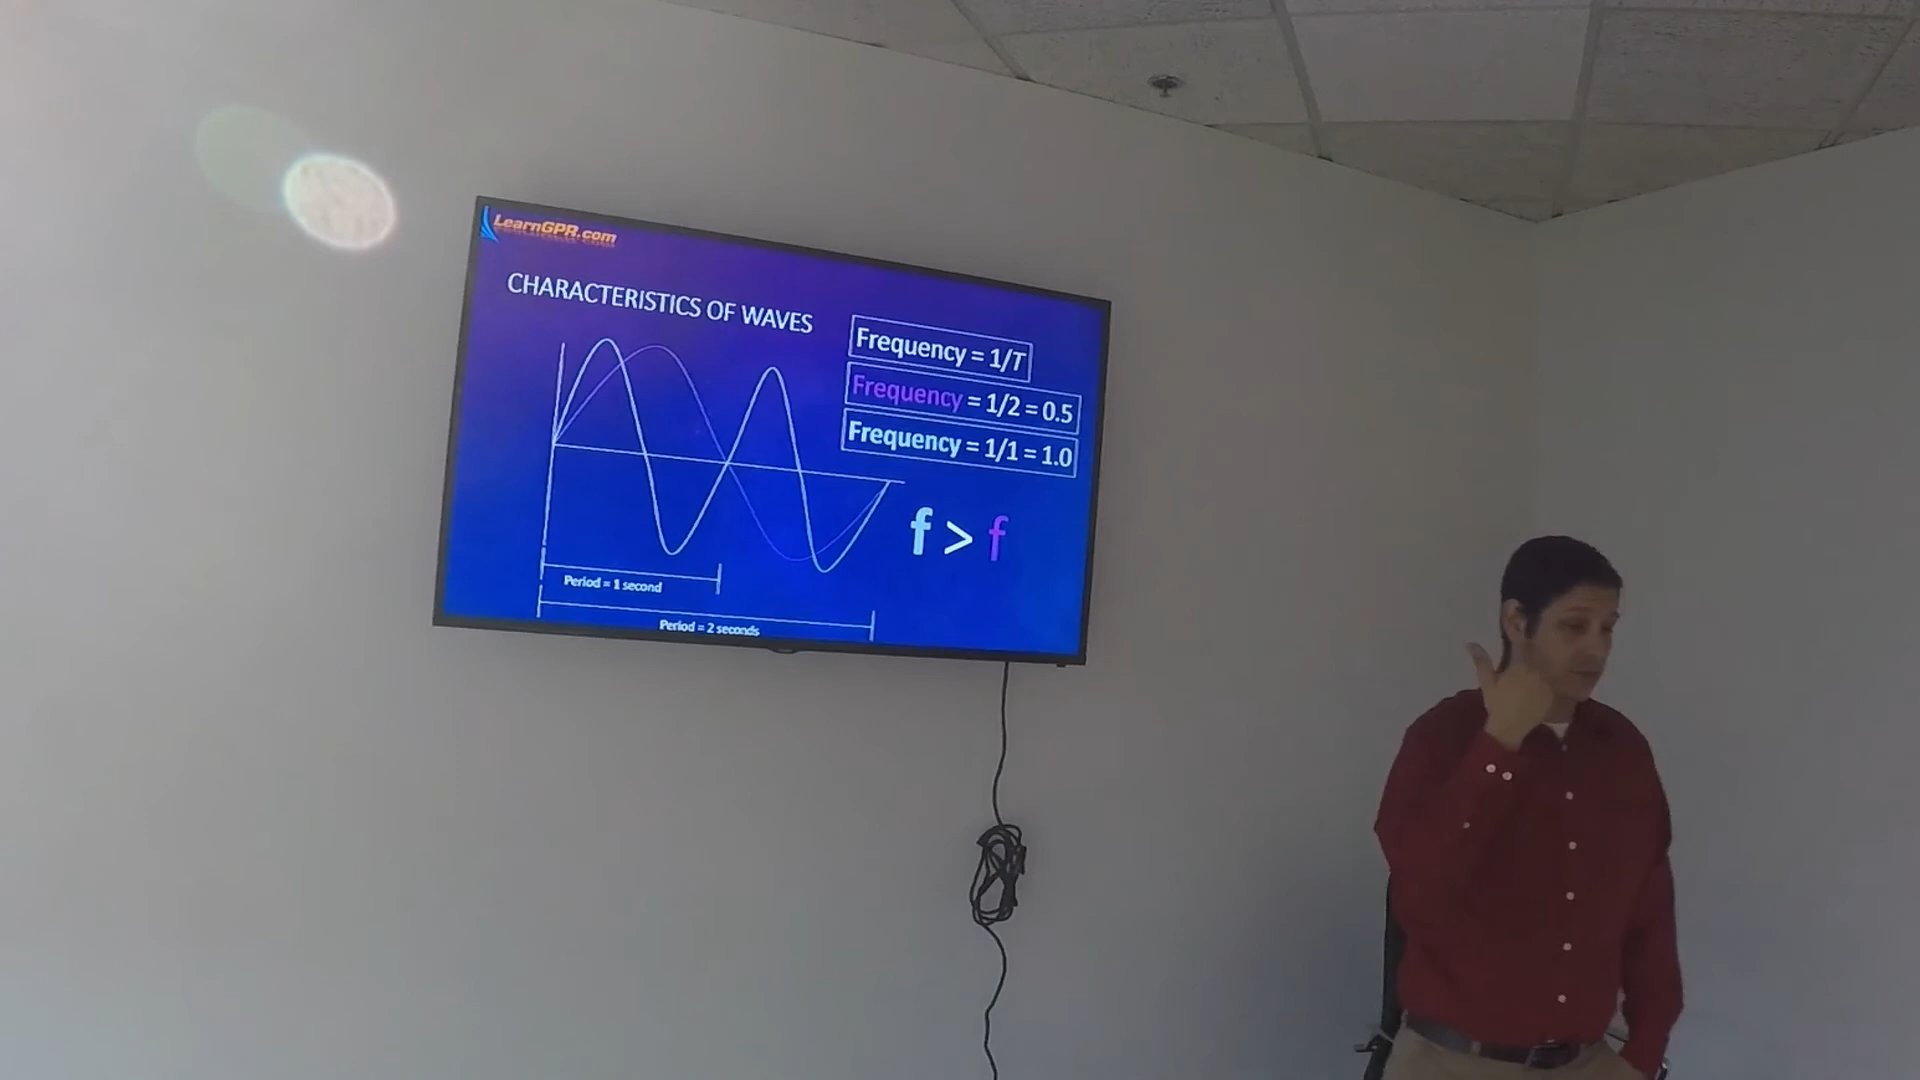 LearnGPR.com
CHARACTERISTICS OF WAVES
Frequency = 1/T
Frequency = 1/2 = 0.5
Frequency = 1/1 = 1.0
f > f
Period = 1 second
Period = 2 seconds